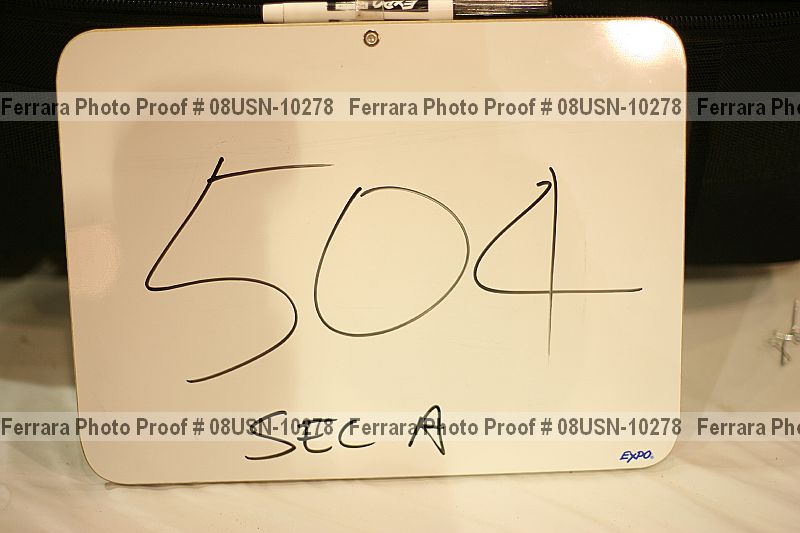 EXPO
Ferrara Photo Proof # 08USN-10278 Ferrara Photo Proof # 08USN-10278 Ferrara Pho
504
Ferrara Photo Proof # 08USN-10278 Ferrara Photo Proof # 08USN-10278 Ferrara Pho
SEC A
EXPO